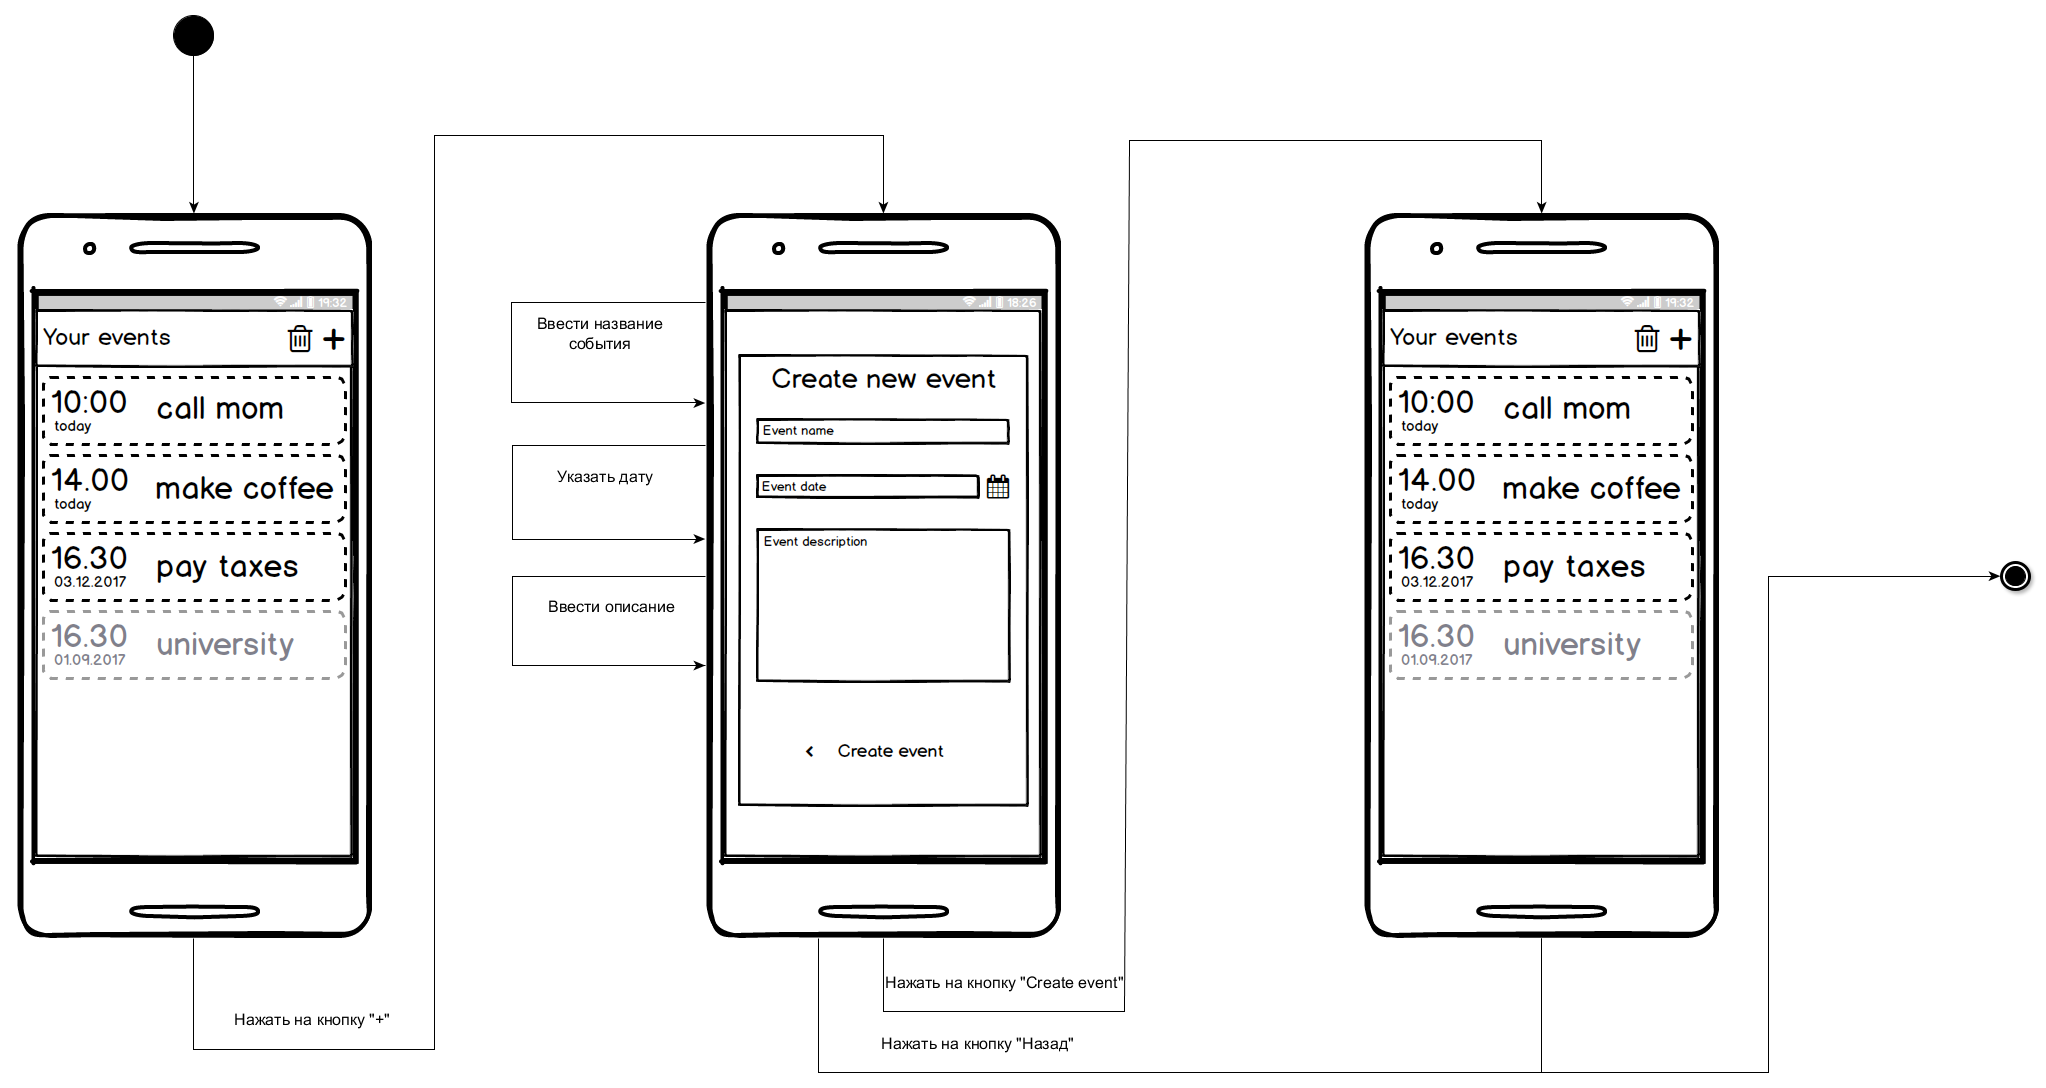 19:32
Your events
10:00
today
call mom
14.00
today
make coffee
16.30
03.12.2017
pay taxes
16.30
01.09.2017
university
Нажать на кнопку "+"
Ввести название
события
Указать дату
Ввести описание
18:26
Create new event
Event name
Event date
Event description
< Create event
Нажать на кнопку "Create event"
Нажать на кнопку "Назад"
19:32
Your events
10:00
today
call mom
14.00
today
make coffee
16.30
03.12.2017
pay taxes
16.30
01.09.2017
university